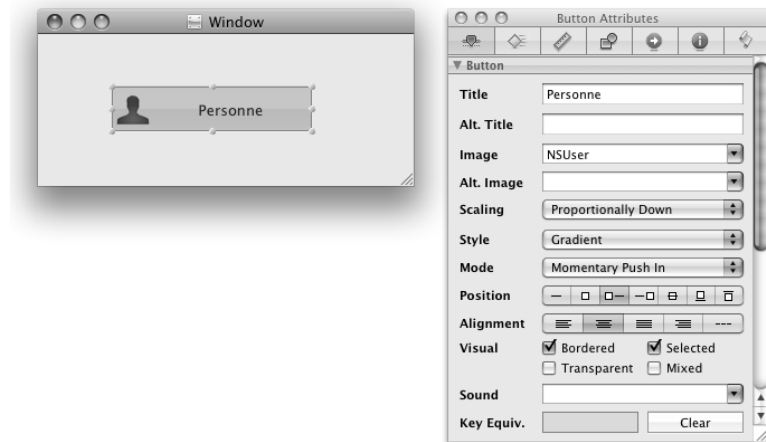 Window
Personne
Button Attributes
Button
Title Personne
Alt. Title
Image NSUser
Alt. Image
Scaling Proportionally Down
Style Gradient
Mode Momentary Push In
Position
Alignment
Visual Bordered Selected
Transparent Mixed
Sound
Key Equiv. Clear